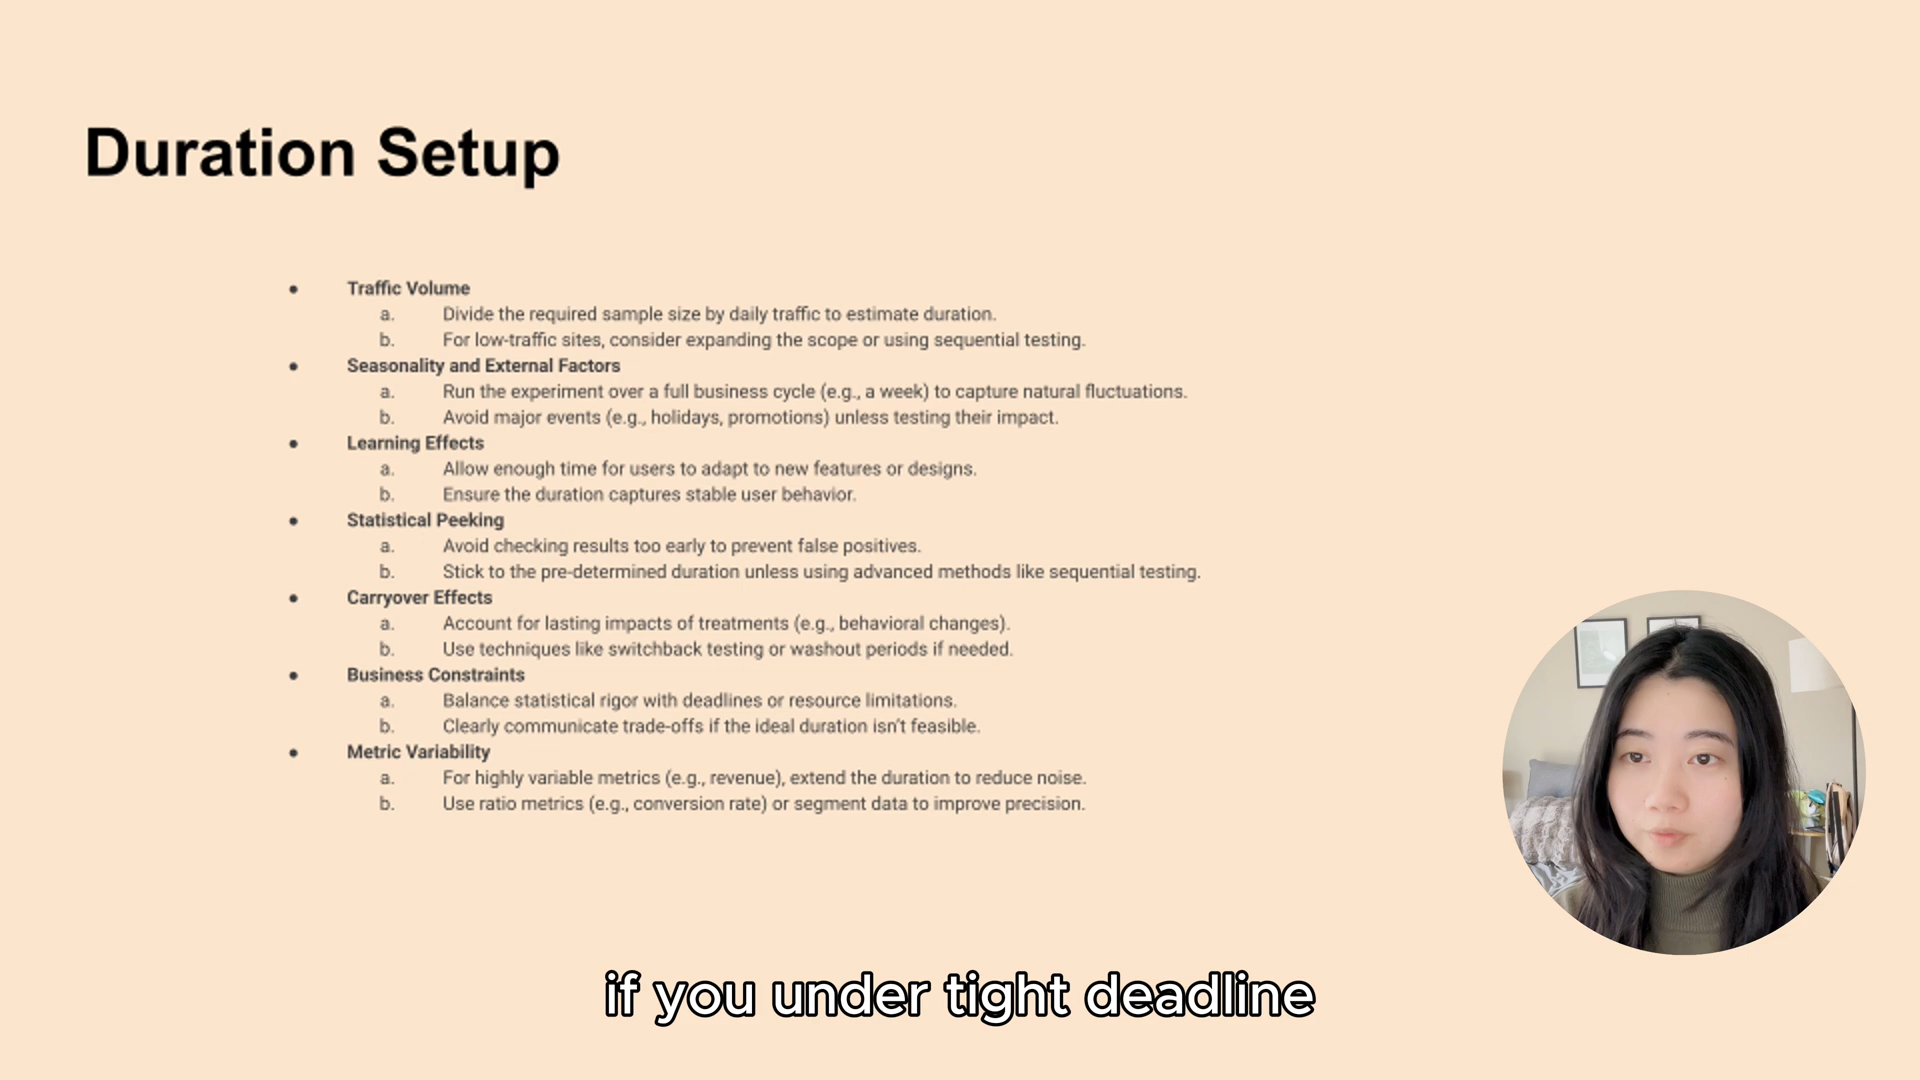 Duration Setup
● Traffic Volume
a. Divide the required sample size by daily traffic to estimate duration.
b. For low-traffic sites, consider expanding the scope or using sequential testing.
● Seasonality and External Factors
a. Run the experiment over a full business cycle (e.g., a week) to capture natural fluctuations.
b. Avoid major events (e.g., holidays, promotions) unless testing their impact.
● Learning Effects
a. Allow enough time for users to adapt to new features or designs.
b. Ensure the duration captures stable user behavior.
● Statistical Peeking
a. Avoid checking results too early to prevent false positives.
b. Stick to the pre-determined duration unless using advanced methods like sequential testing.
● Carryover Effects
a. Account for lasting impacts of treatments (e.g., behavioral changes).
b. Use techniques like switchback testing or washout periods if needed.
● Business Constraints
a. Balance statistical rigor with deadlines or resource limitations.
b. Clearly communicate trade-offs if the ideal duration isn't feasible.
● Metric Variability
a. For highly variable metrics (e.g., revenue), extend the duration to reduce noise.
b. Use ratio metrics (e.g., conversion rate) or segment data to improve precision.
if you under tight deadline